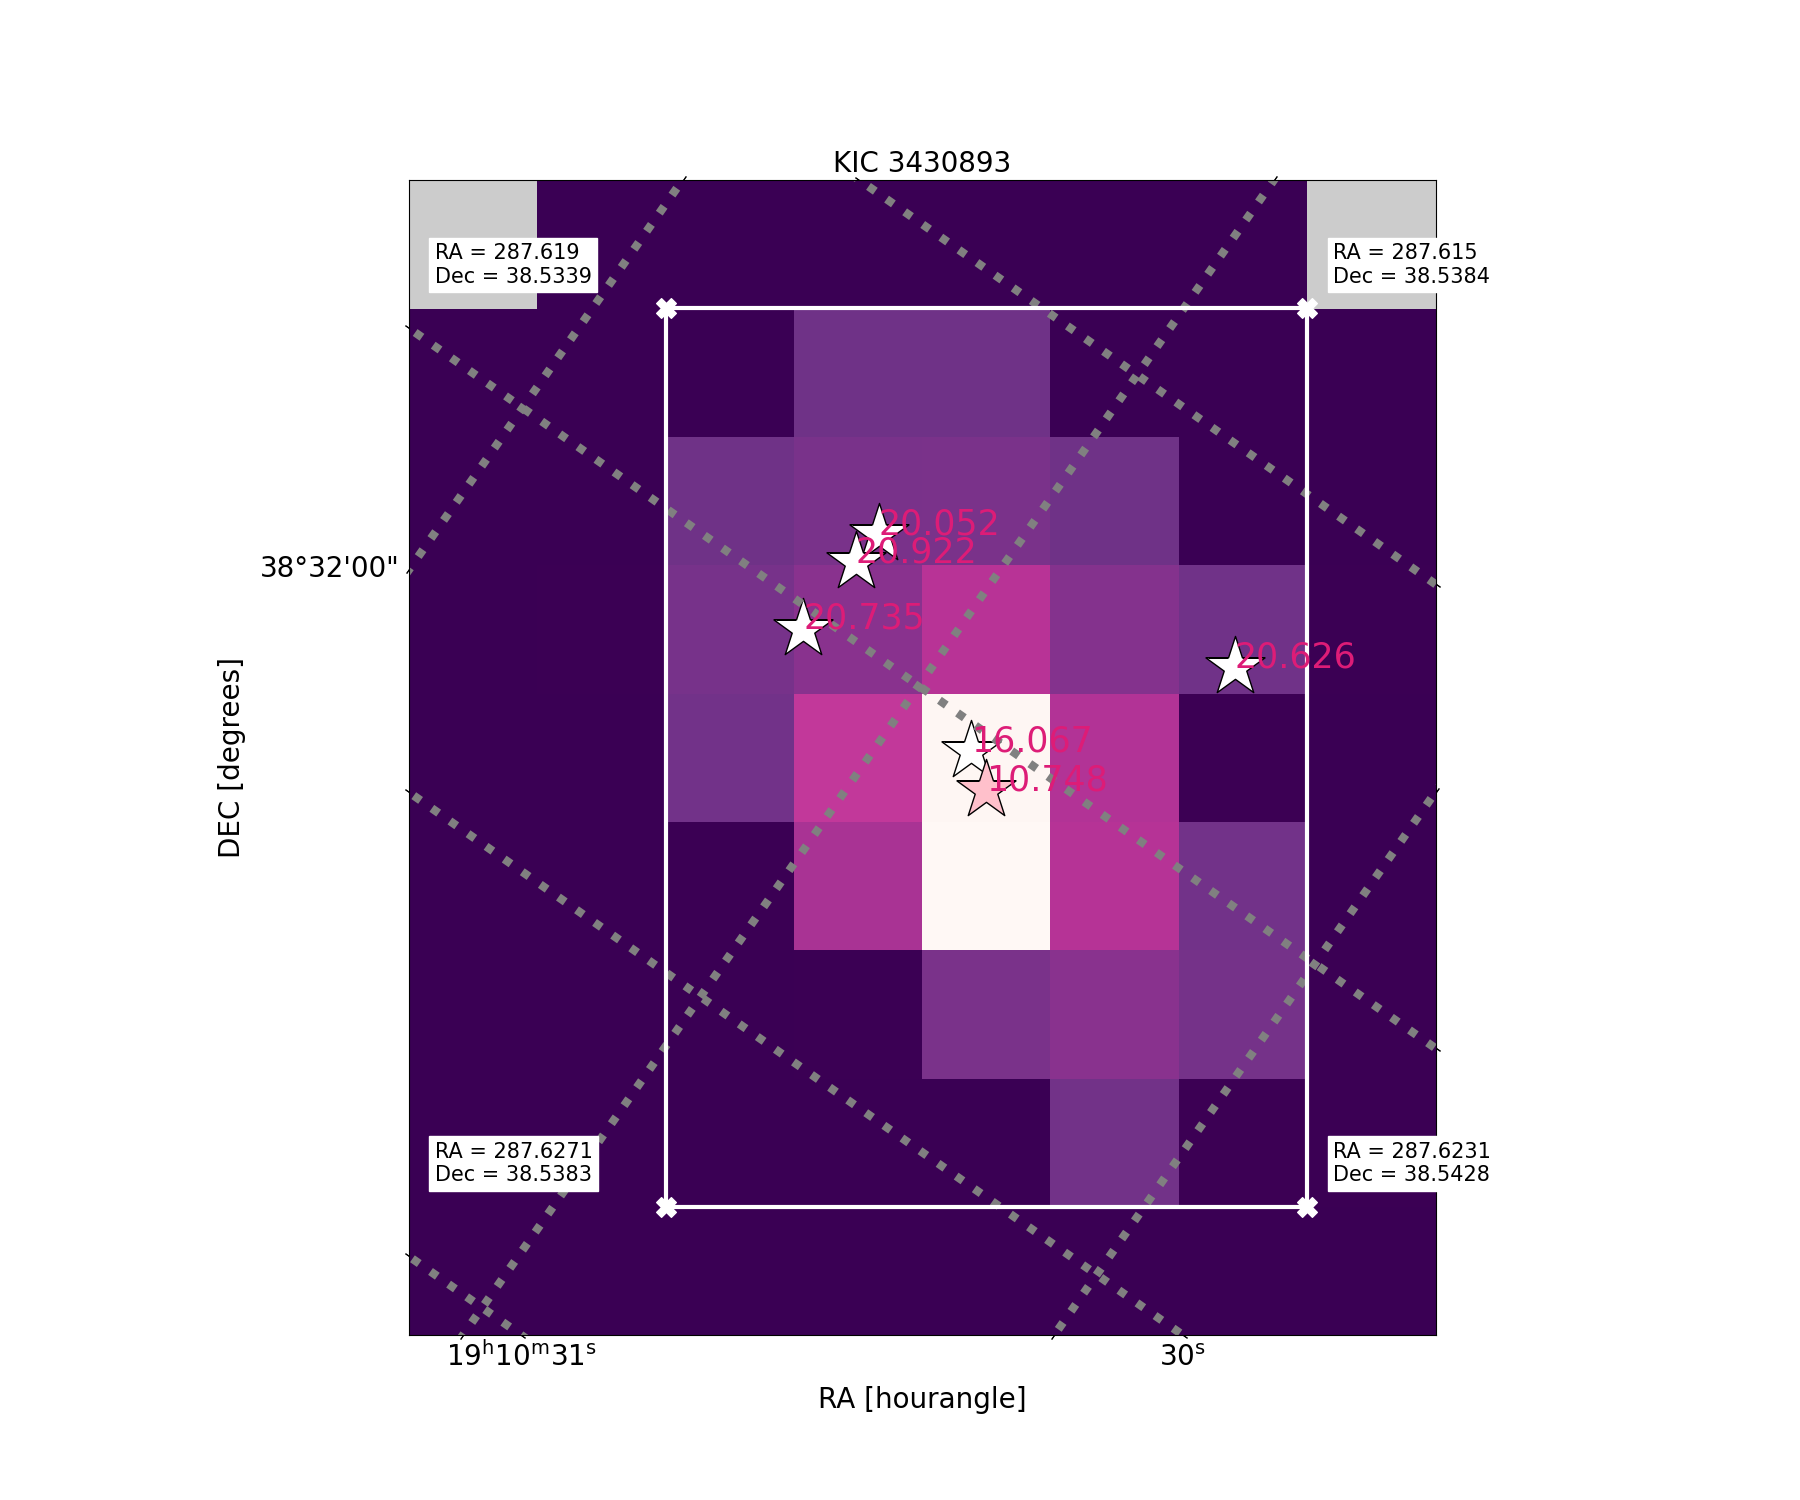 KIC 3430893
RA = 287.619
Dec = 38.5339
RA = 287.615
Dec = 38.5384
20.052
20.922
38°32'00"
20.735
20.626
16.067
10.748
DEC [degrees]
RA = 287.6271
Dec = 38.5383
RA = 287.6231
Dec = 38.5428
19ʰ10ᵐ31ˢ
30ˢ
RA [hourangle]